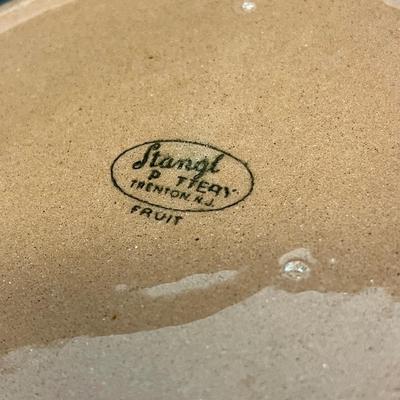 Stangl
P TTERY
TRENTON N.J.
FRUIT